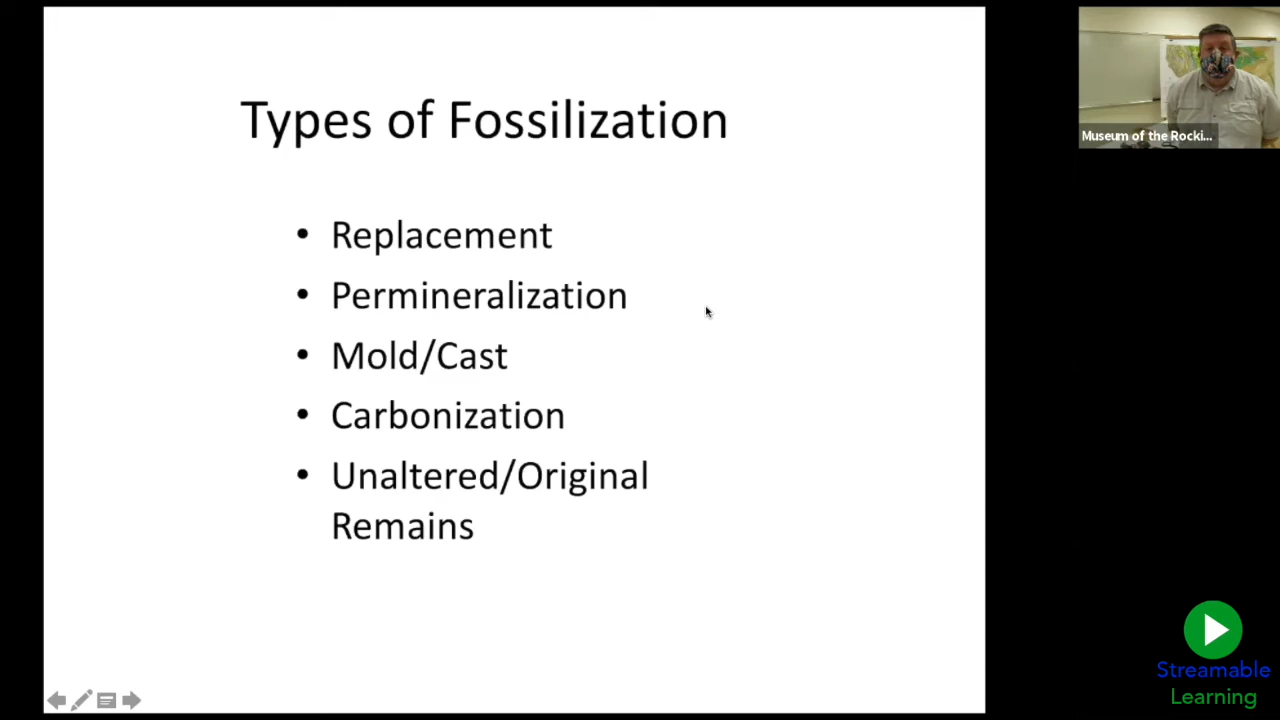 Types of Fossilization
• Replacement
• Permineralization
• Mold/Cast
• Carbonization
• Unaltered/Original
Remains
Museum of the Rocki...
Streamable
Learning